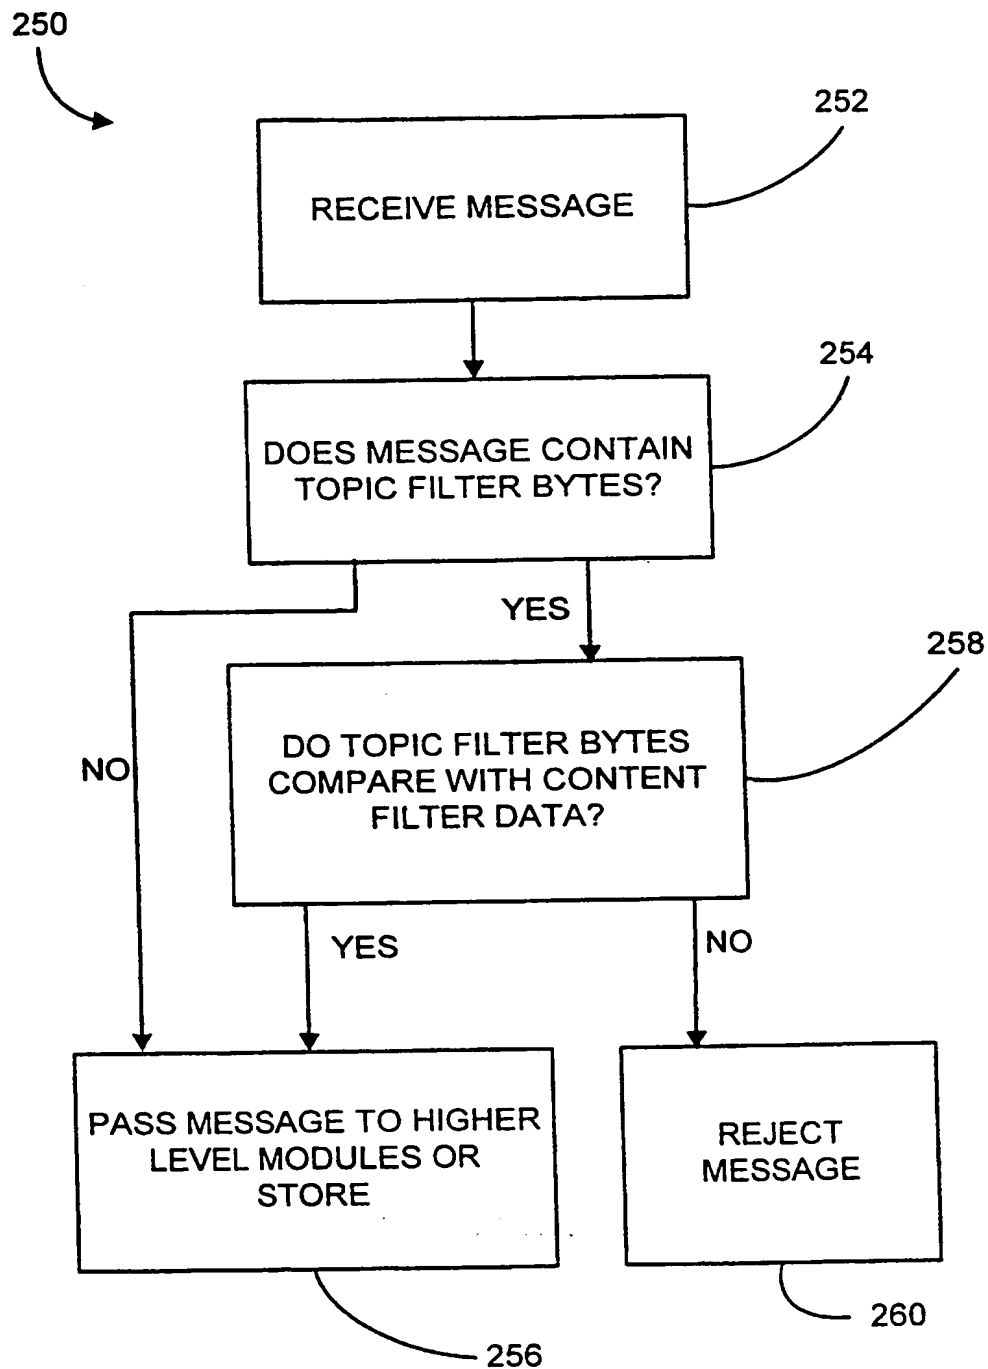 250
252
RECEIVE MESSAGE
254
DOES MESSAGE CONTAIN
TOPIC FILTER BYTES?
YES
258
DO TOPIC FILTER BYTES
COMPARE WITH CONTENT
FILTER DATA?
NO
YES
NO
PASS MESSAGE TO HIGHER
LEVEL MODULES OR
STORE
REJECT
MESSAGE
260
256